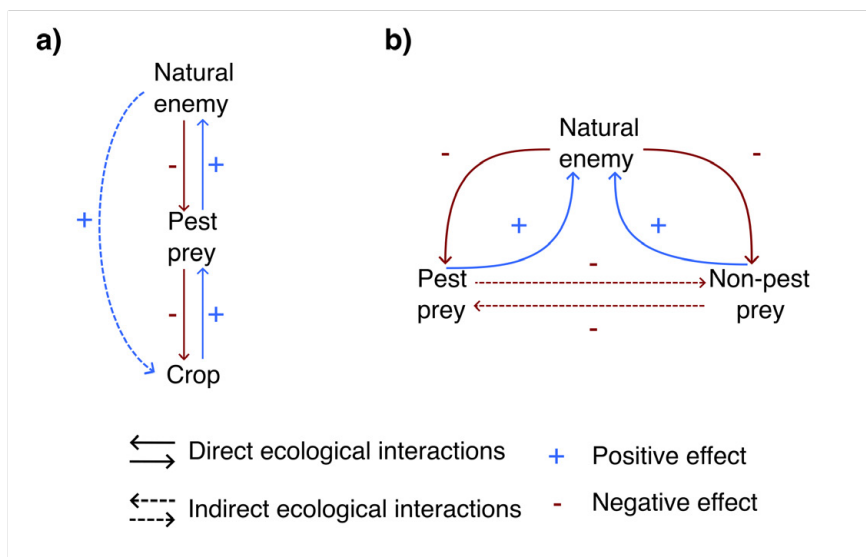 a)
Natural
enemy
-
+
+
Pest
prey
-
+
Crop
b)
Natural
enemy
-
-
+
+
-
Pest
prey
Non-pest
prey
-
Direct ecological interactions
+ Positive effect
Indirect ecological interactions
- Negative effect